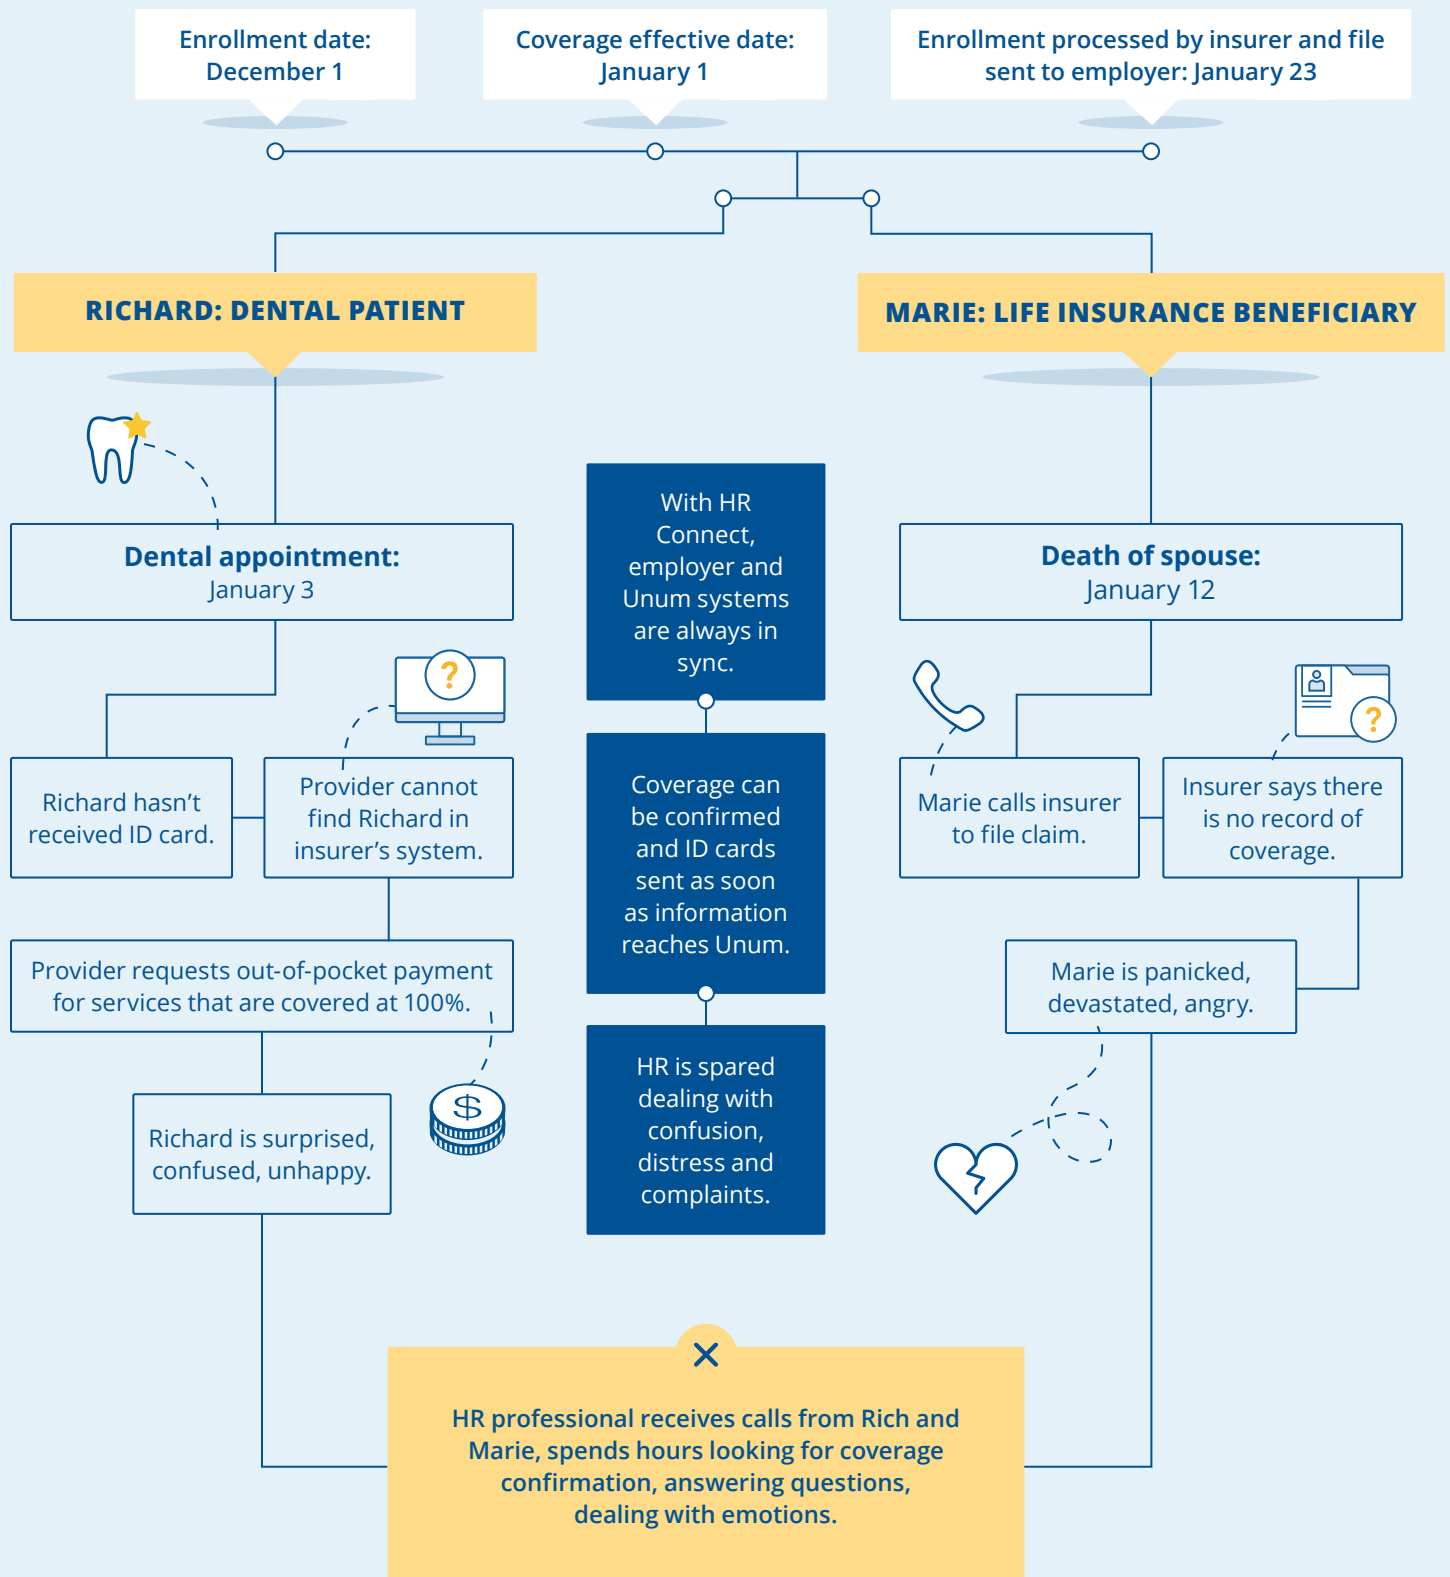 Enrollment date:
December 1
Coverage effective date:
January 1
Enrollment processed by insurer and file
sent to employer: January 23
RICHARD: DENTAL PATIENT
Dental appointment:
January 3
Richard hasn’t
received ID card.
?
Provider cannot
find Richard in
insurer’s system.
Provider requests out-of-pocket payment
for services that are covered at 100%.
$
Richard is surprised,
confused, unhappy.
With HR
Connect,
employer and
Unum systems
are always in
sync.
Coverage can
be confirmed
and ID cards
sent as soon
as information
reaches Unum.
HR is spared
dealing with
confusion,
distress and
complaints.
MARIE: LIFE INSURANCE BENEFICIARY
Death of spouse:
January 12
Marie calls insurer
to file claim.
?
Insurer says there
is no record of
coverage.
Marie is panicked,
devastated, angry.
HR professional receives calls from Rich and
Marie, spends hours looking for coverage
confirmation, answering questions,
dealing with emotions.